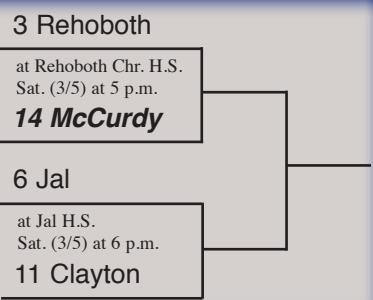 3 Rehoboth
at Rehoboth Chr. H.S.
Sat. (3/5) at 5 p.m.
14 McCurdy
6 Jal
at Jal H.S.
Sat. (3/5) at 6 p.m.
11 Clayton